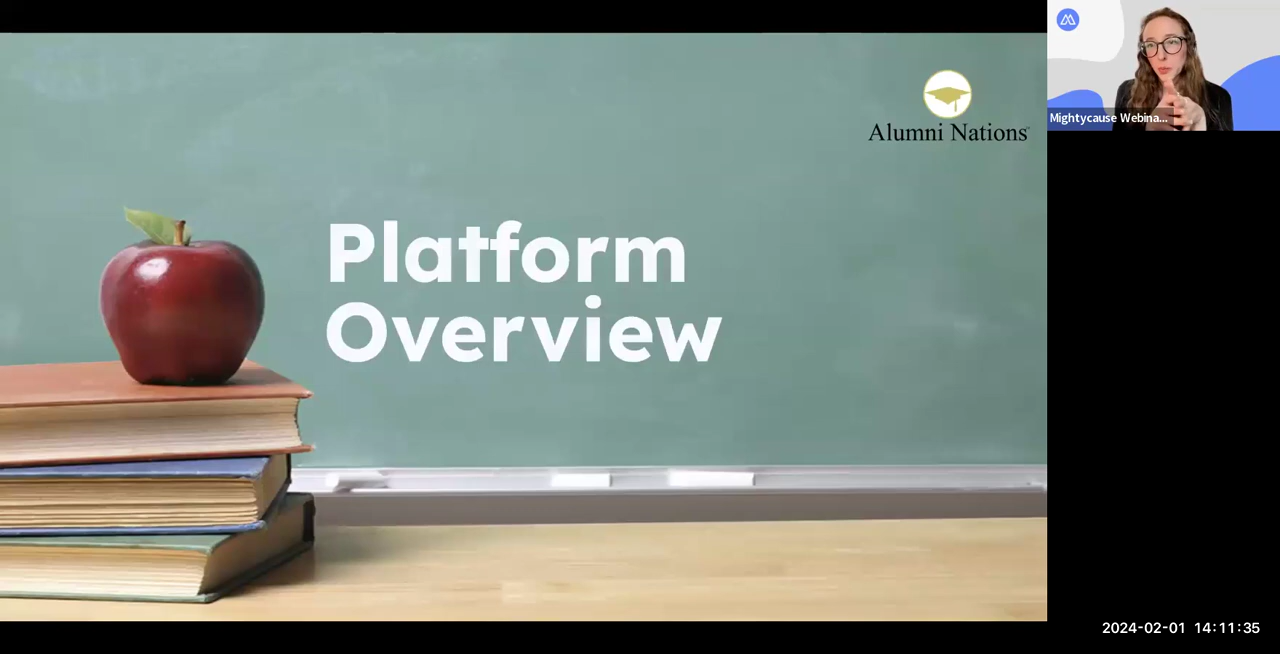 Alumni Nations
Platform
Overview
Mightycause Webina...
2024-02-01 14:11:35